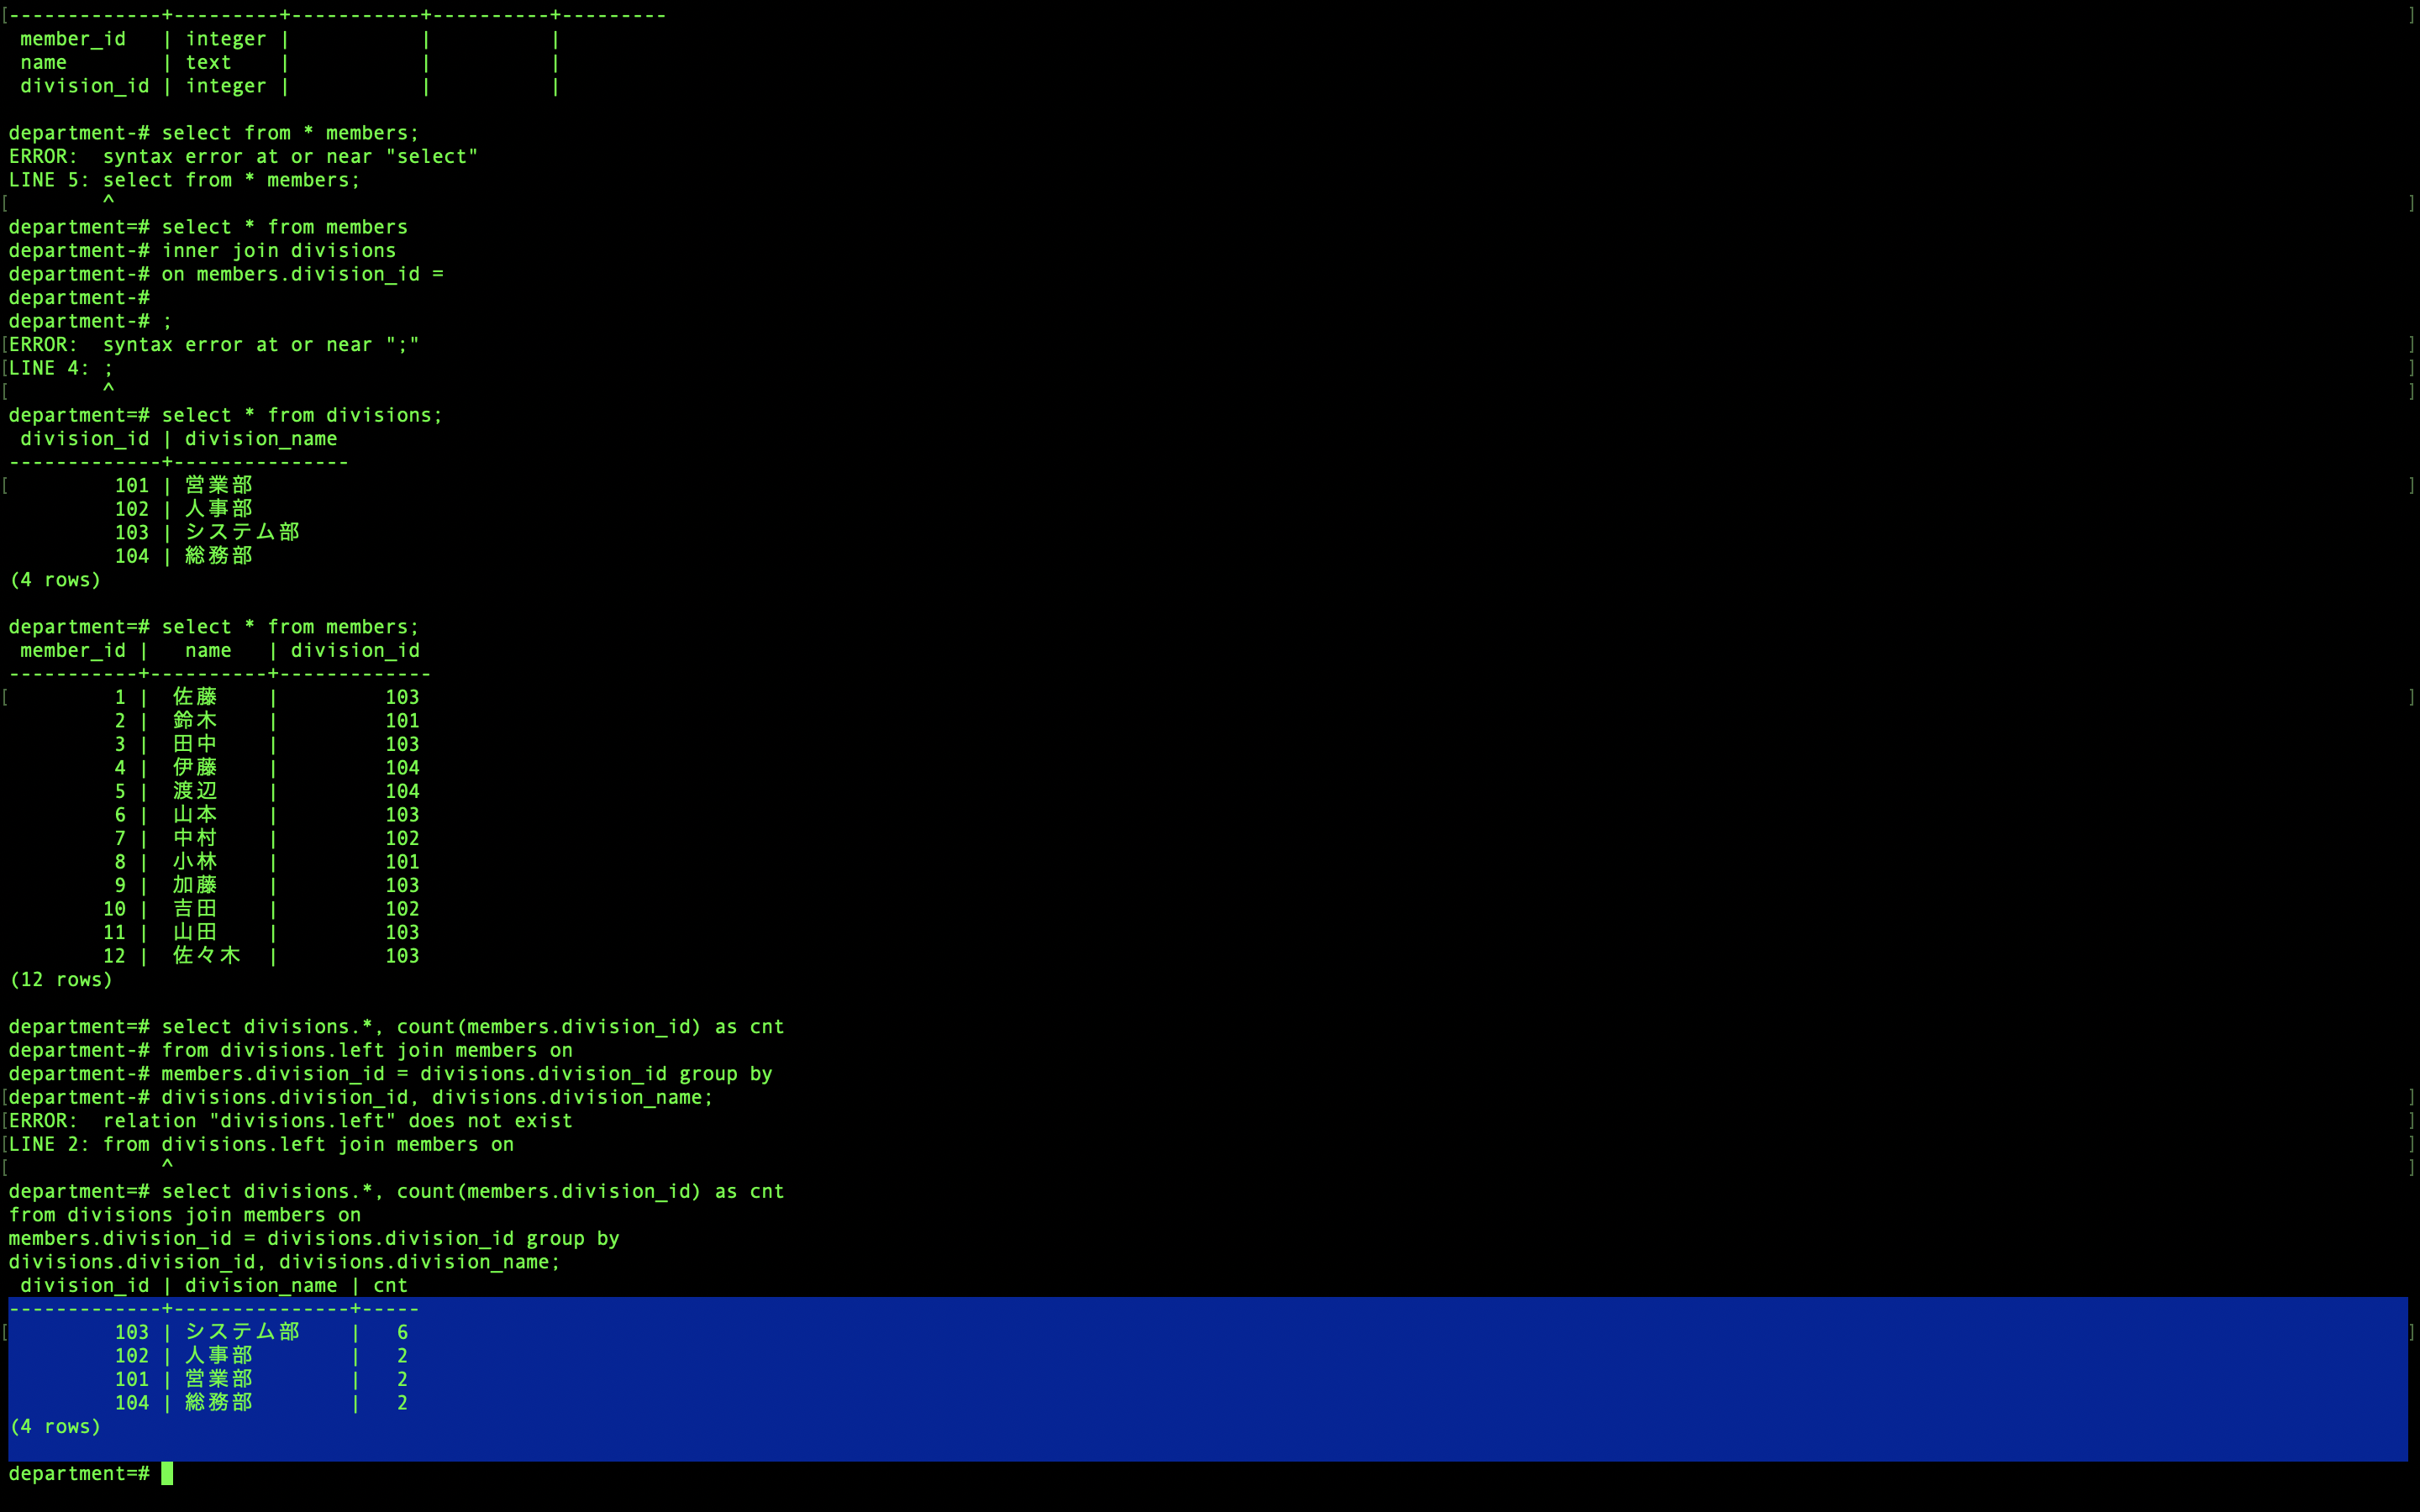 -------------+---------+-----------+----------+---------
 member_id   | integer |           |          |
 name        | text    |           |          |
 division_id | integer |           |          |
department-# select from * members;
ERROR:  syntax error at or near "select"
LINE 5: select from * members;
        ^
department=# select * from members
department-# inner join divisions
department-# on members.division_id =
department-#
department-# ;
ERROR:  syntax error at or near ";"
LINE 4: ;
        ^
department=# select * from divisions;
 division_id | division_name
-------------+---------------
         101 | 営業部
         102 | 人事部
         103 | システム部
         104 | 総務部
(4 rows)
department=# select * from members;
 member_id |   name   | division_id
-----------+----------+-------------
         1 |  佐藤    |         103
         2 |  鈴木    |         101
         3 |  田中    |         103
         4 |  伊藤    |         104
         5 |  渡辺    |         104
         6 |  山本    |         103
         7 |  中村    |         102
         8 |  小林    |         101
         9 |  加藤    |         103
        10 |  吉田    |         102
        11 |  山田    |         103
        12 |  佐々木  |         103
(12 rows)
department=# select divisions.*, count(members.division_id) as cnt
department-# from divisions.left join members on
department-# members.division_id = divisions.division_id group by
department-# divisions.division_id, divisions.division_name;
ERROR:  relation "divisions.left" does not exist
LINE 2: from divisions.left join members on
             ^
department=# select divisions.*, count(members.division_id) as cnt
from divisions join members on
members.division_id = divisions.division_id group by
divisions.division_id, divisions.division_name;
 division_id | division_name | cnt
-------------+---------------+-----
         103 | システム部    |   6
         102 | 人事部        |   2
         101 | 営業部        |   2
         104 | 総務部        |   2
(4 rows)
department=#